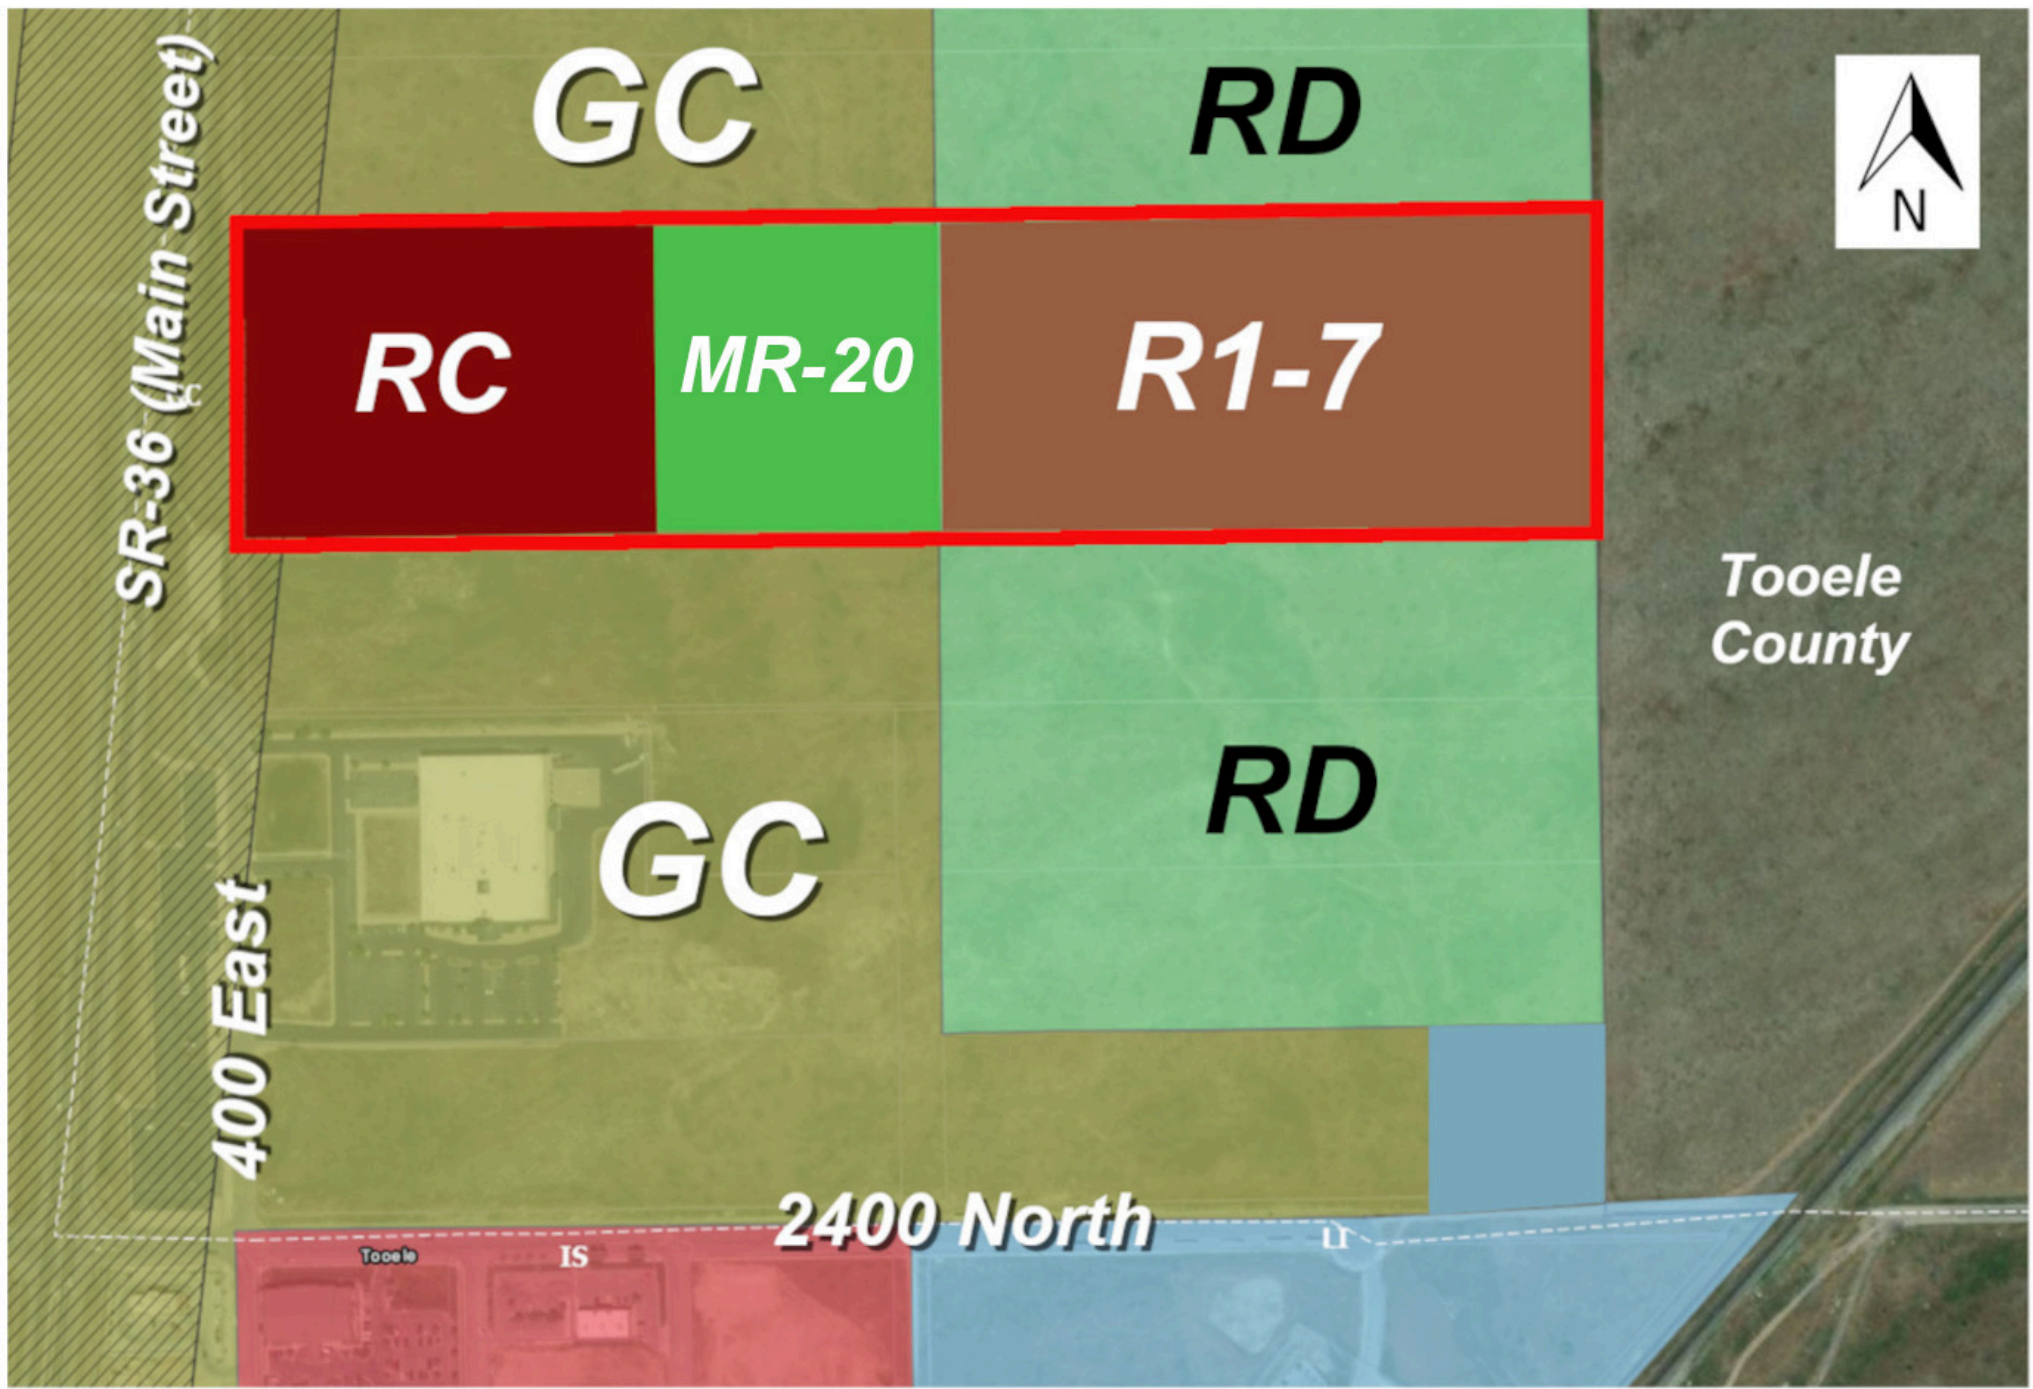 GC
RD
N
SR-36 (Main Street)
RC
MR-20
R1-7
Tooele
County
GC
RD
400 East
2400 North
Tooele
IS
LI